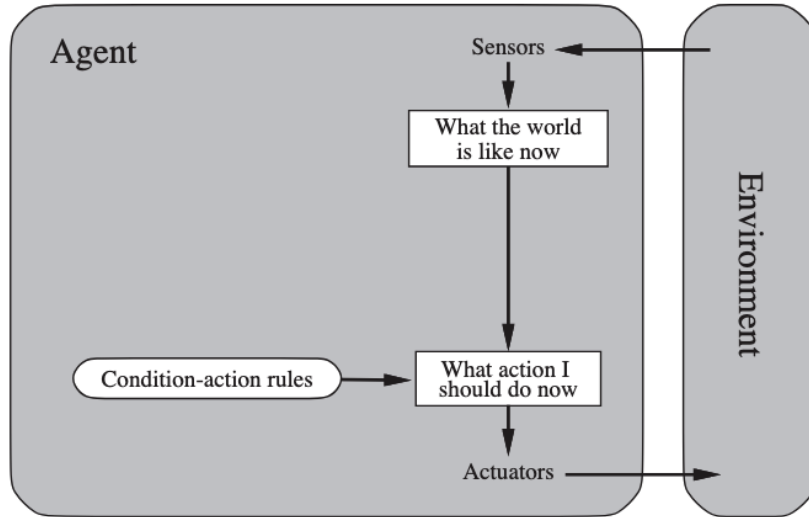 Agent
Sensors
What the world
is like now
Environment
Condition-action rules
What action I
should do now
Actuators